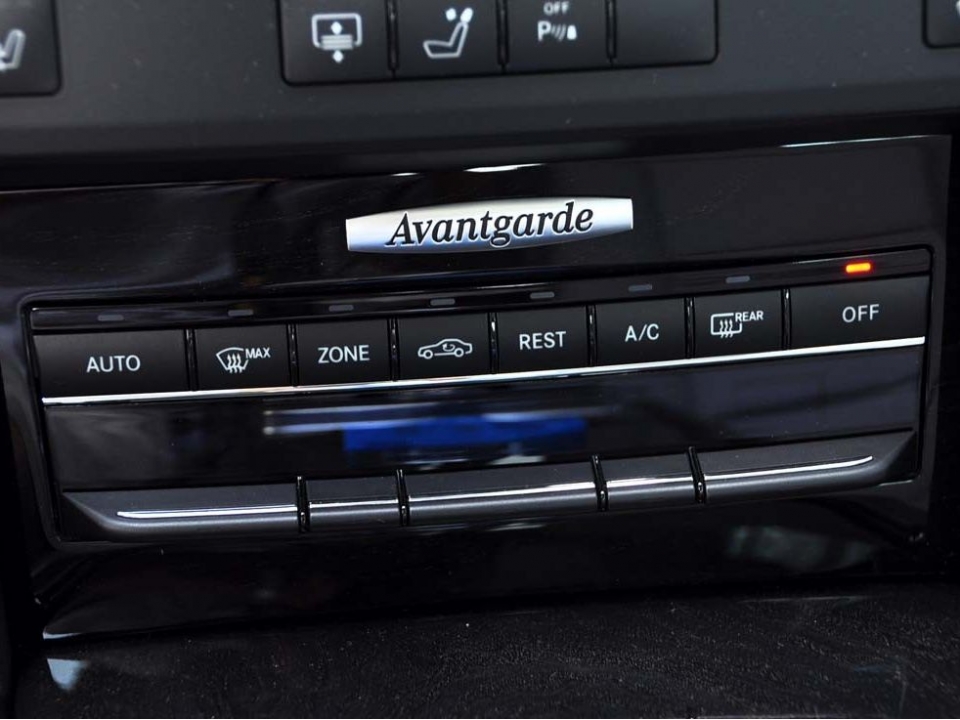 OFF
P
Avantgarde
AUTO
MAX
ZONE
REST
A/C
REAR
OFF